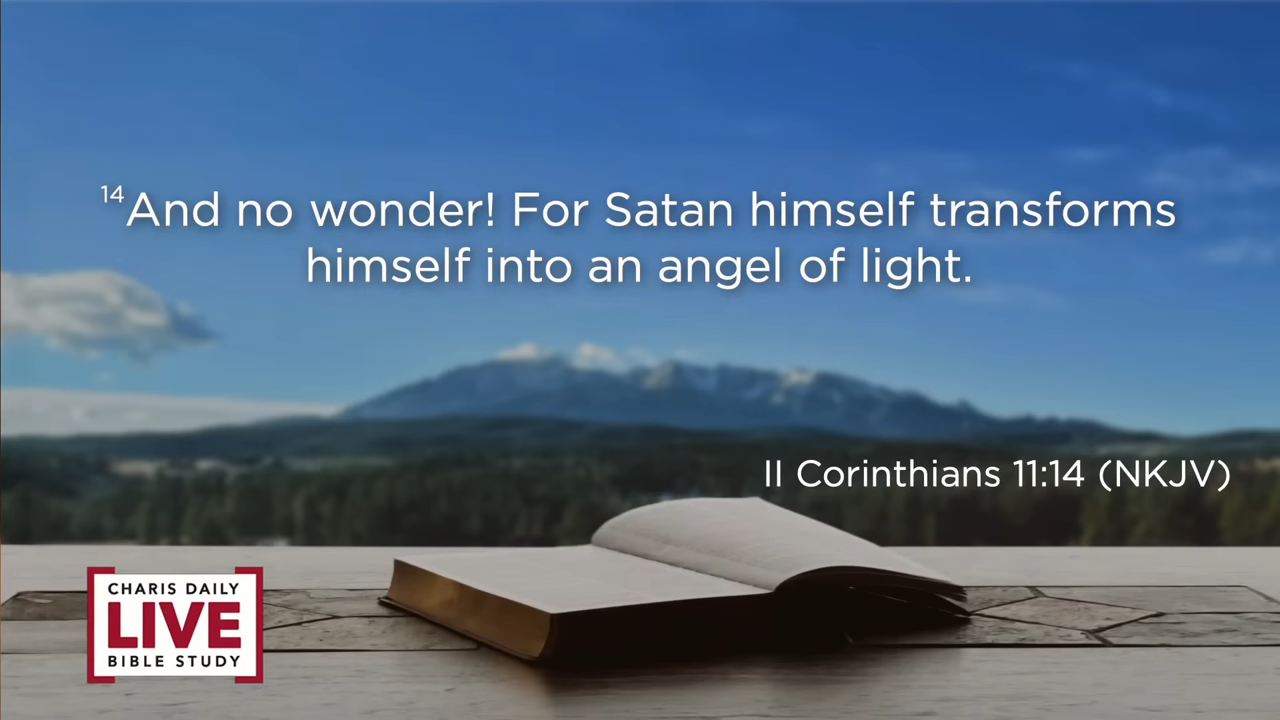 14And no wonder! For Satan himself transforms
himself into an angel of light.
II Corinthians 11:14 (NKJV)
CHARIS DAILY
LIVE
BIBLE STUDY